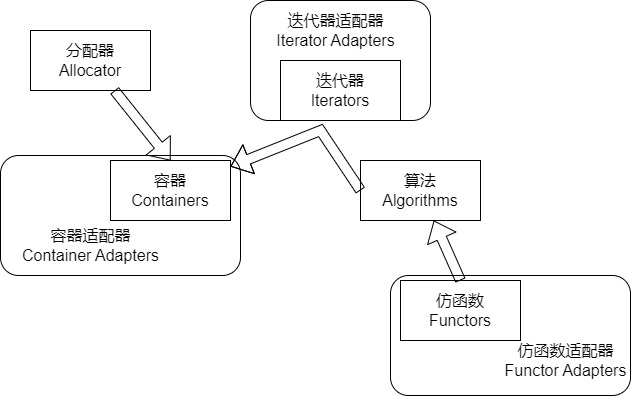 分配器
Allocator
迭代器适配器
Iterator Adapters
迭代器
Iterators
容器
Containers
容器适配器
Container Adapters
算法
Algorithms
仿函数
Functors
仿函数适配器
Functor Adapters